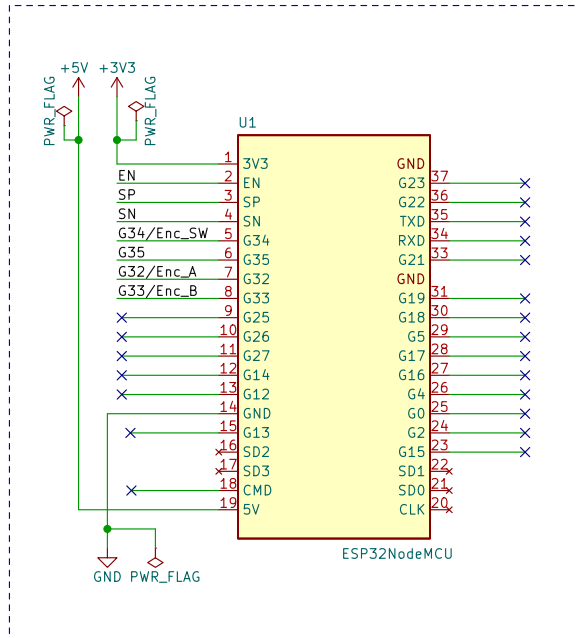 +5V
+3V3
PWR_FLAG
PWR_FLAG
U1
1 3V3 GND
EN 2 EN G23 37
SP 3 SP G22 36
SN 4 SN TXD 35
G34/Enc_SW 5 G34 RXD 34
G35 6 G35 G21 33
G32/Enc_A 7 G32 GND
G33/Enc_B 8 G33 G19 31
9 G25 G18 30
10 G26 G5 29
11 G27 G17 28
12 G14 G16 27
13 G12 G4 26
14 GND G0 25
15 G13 G2 24
16 SD2 G15 23
17 SD3 SD1 22
18 CMD SD0 21
19 5V CLK 20
ESP32NodeMCU
GND PWR_FLAG